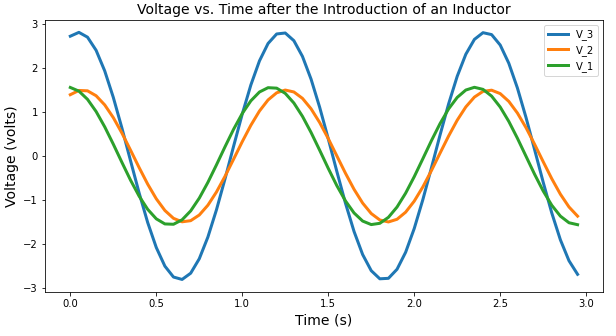 Voltage vs. Time after the Introduction of an Inductor
V_3
V_2
V_1
3
2
1
0
−1
−2
−3
Voltage (volts)
0.0 0.5 1.0 1.5 2.0 2.5 3.0
Time (s)